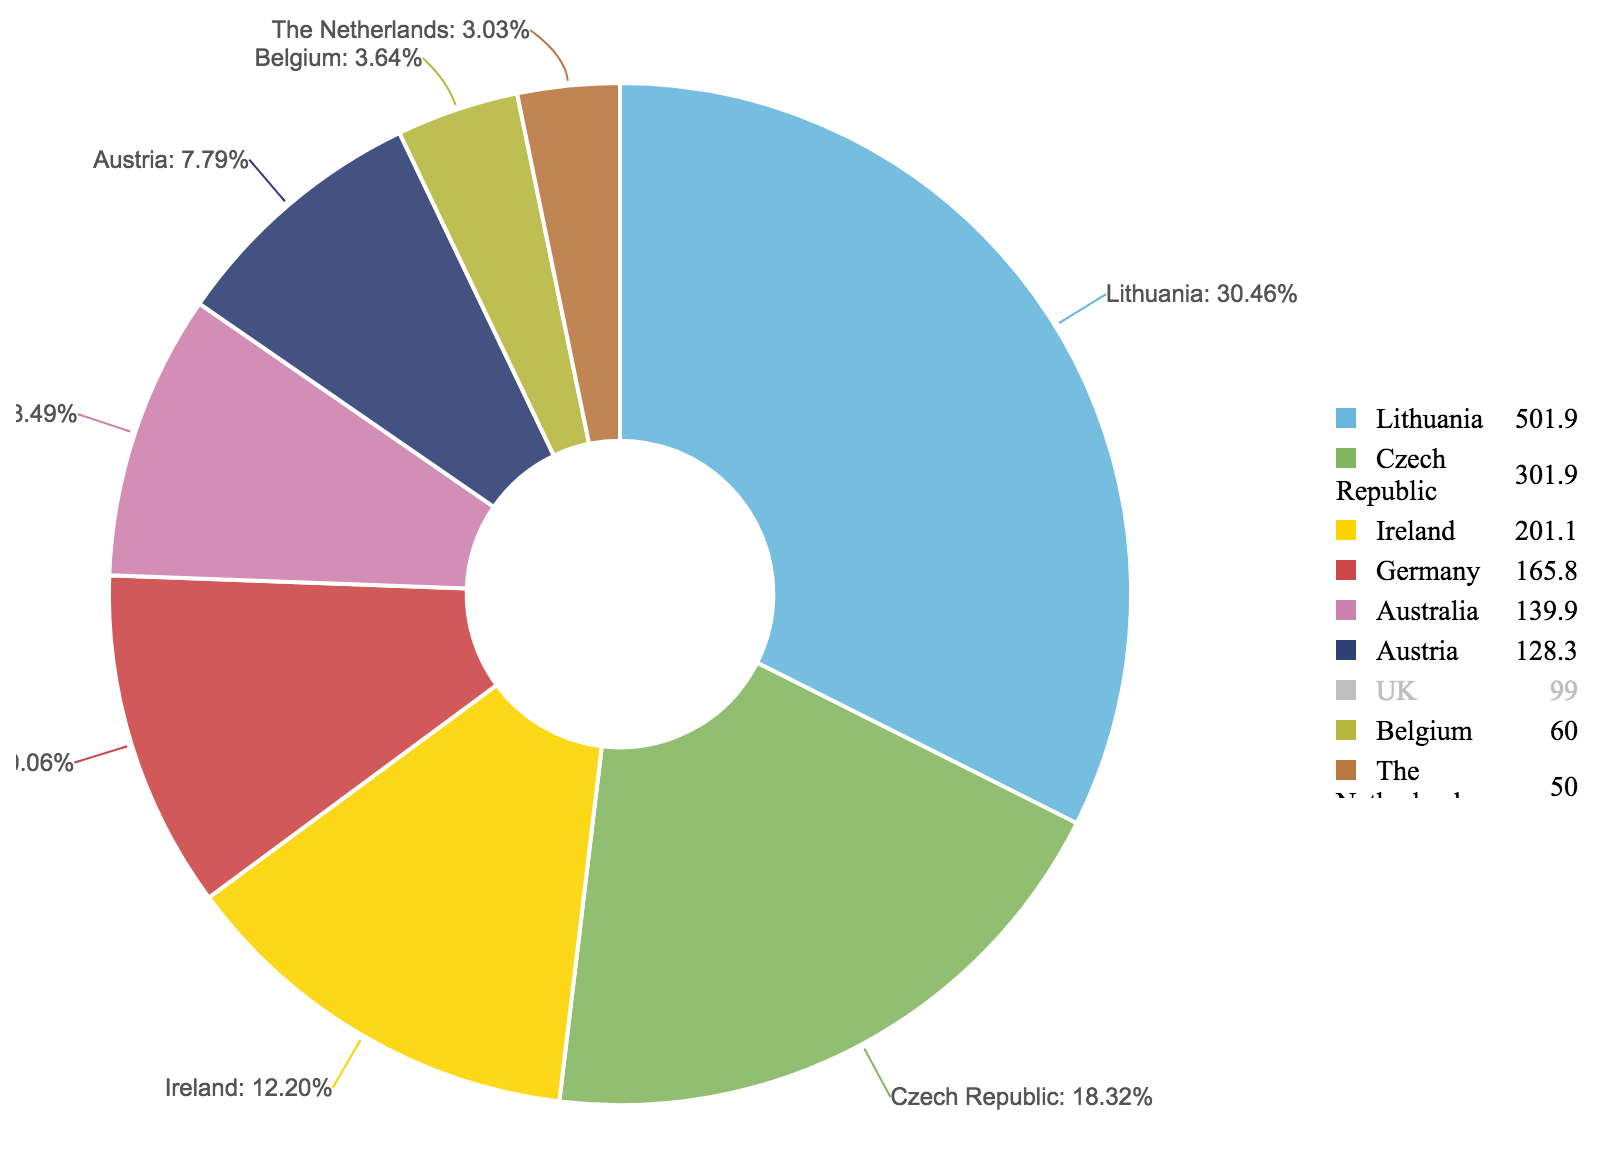 The Netherlands: 3.03%
Belgium: 3.64%
Austria: 7.79%
Lithuania: 30.46%
.49%
.06%
Ireland: 12.20%
Czech Republic: 18.32%
Lithuania 501.9
Czech
Republic 301.9
Ireland 201.1
Germany 165.8
Australia 139.9
Austria 128.3
UK 99
Belgium 60
The
50